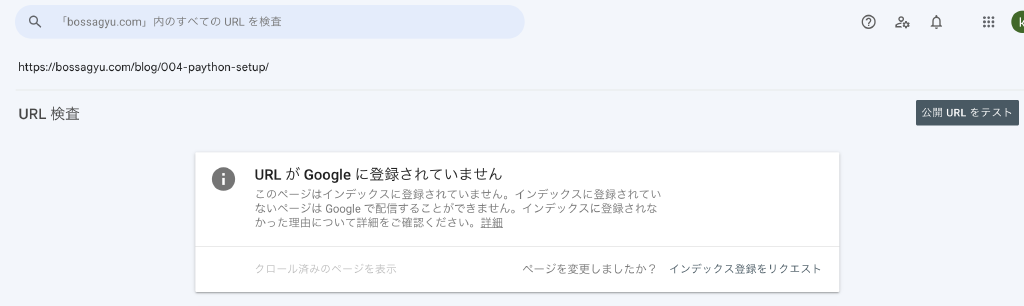 「bossagyu.com」内のすべての URL を検査
k
https://bossagyu.com/blog/004-paython-setup/
URL 検査
公開 URL をテスト
URL が Google に登録されていません
このページはインデックスに登録されていません。インデックスに登録されてい
ないページは Google で配信することができません。インデックスに登録されな
かった理由について詳細をご確認ください。詳細
クロール済みのページを表示
ページを変更しましたか？ インデックス登録をリクエスト